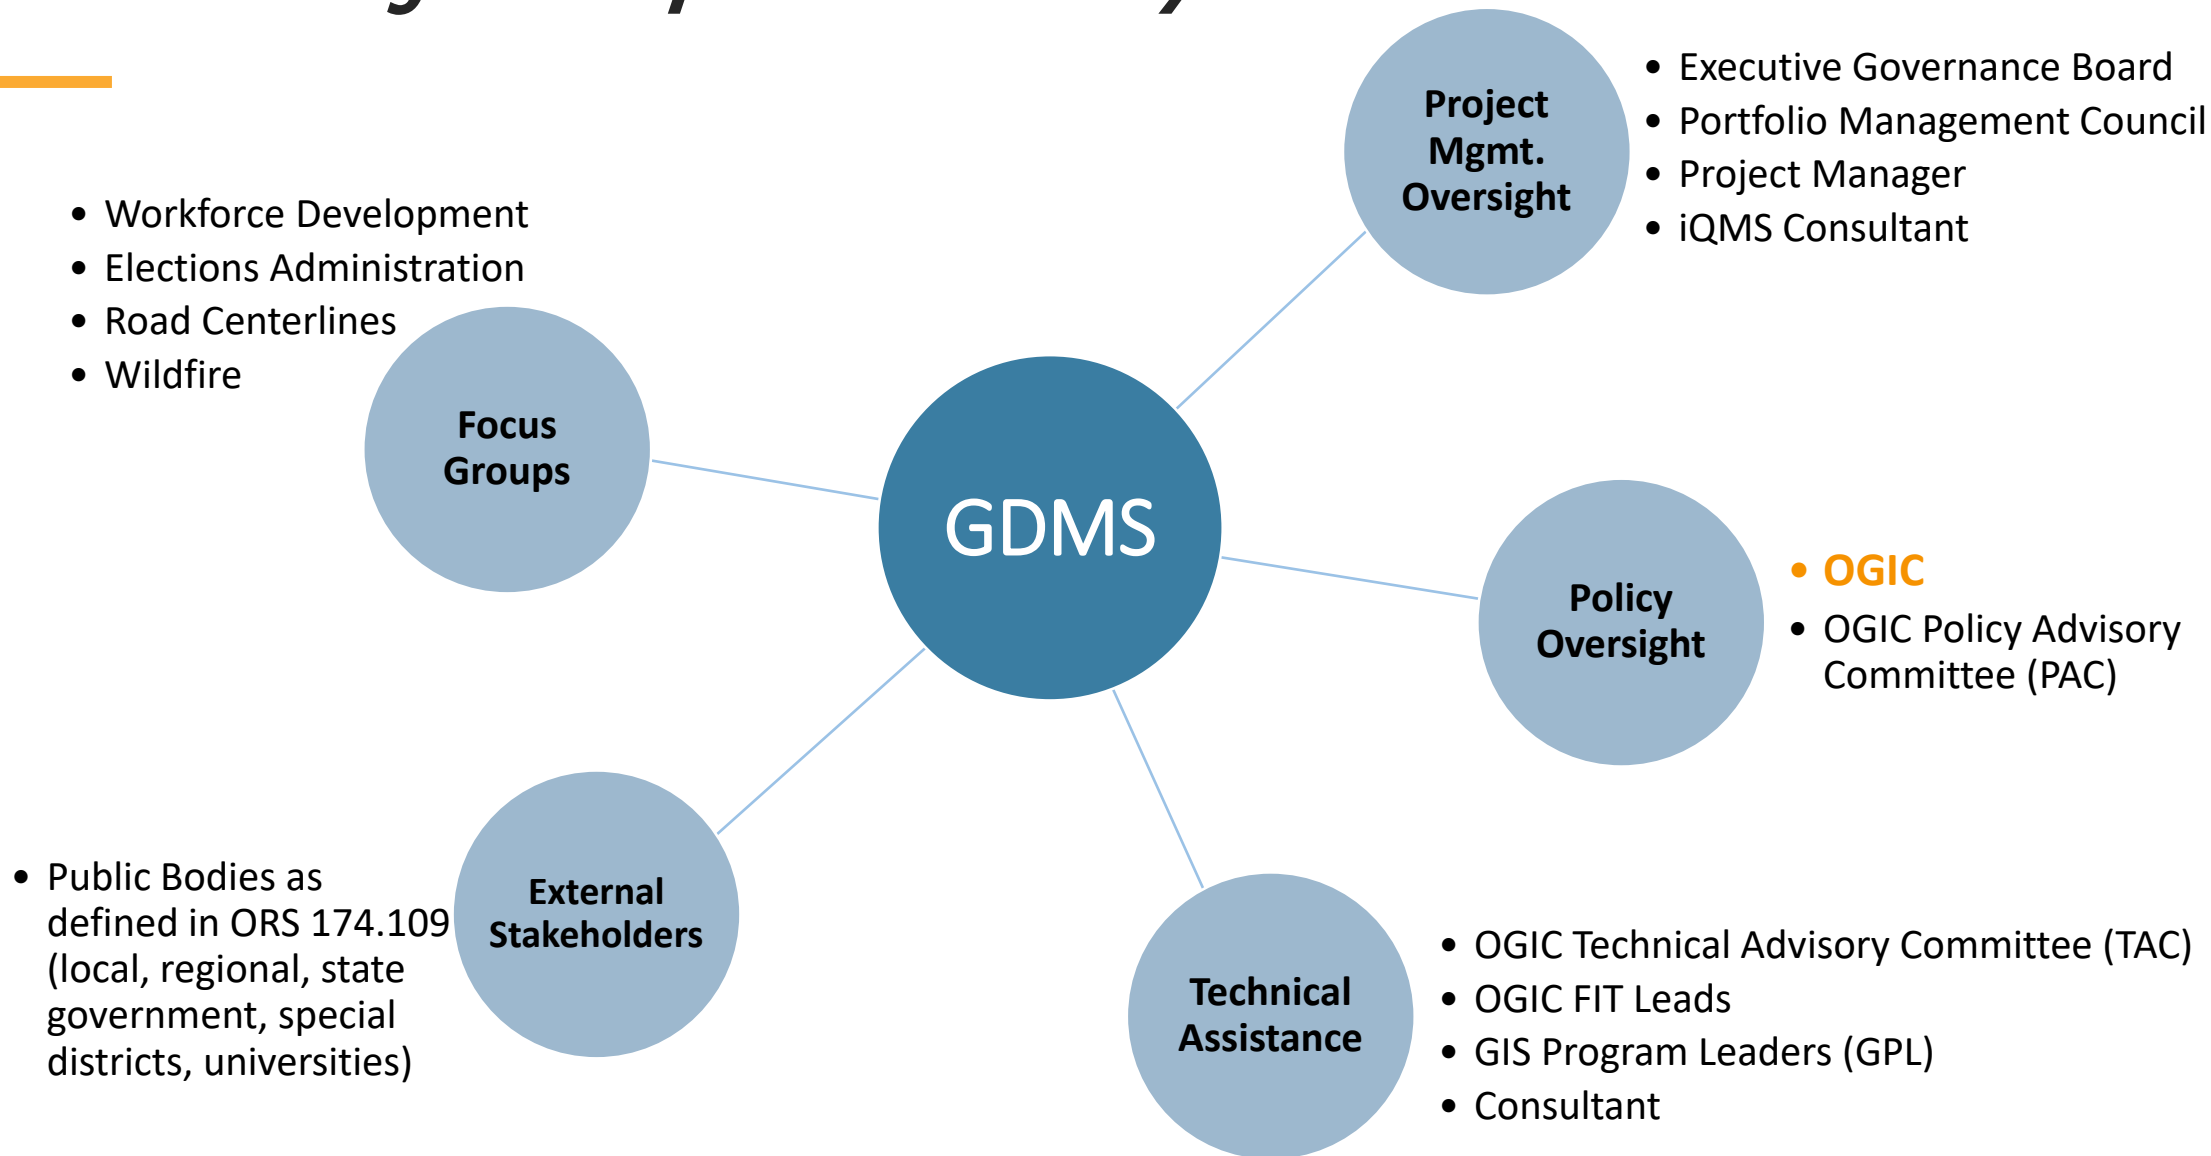 • Executive Governance Board
• Portfolio Management Council
• Project Manager
• iQMS Consultant
Project
Mgmt.
Oversight
• Workforce Development
• Elections Administration
• Road Centerlines
• Wildfire
Focus
Groups
GDMS
Policy
Oversight
• OGIC
• OGIC Policy Advisory
Committee (PAC)
• Public Bodies as
defined in ORS 174.109
(local, regional, state
government, special
districts, universities)
External
Stakeholders
Technical
Assistance
• OGIC Technical Advisory Committee (TAC)
• OGIC FIT Leads
• GIS Program Leaders (GPL)
• Consultant